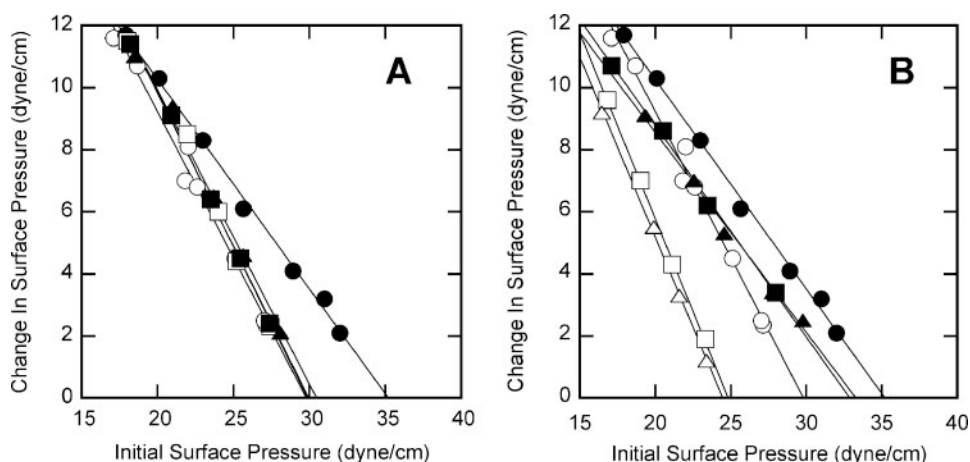 A
Change In Surface Pressure (dyne/cm)
12
10
8
6
4
2
0
15 20 25 30 35 40
Initial Surface Pressure (dyne/cm)
B
Change In Surface Pressure (dyne/cm)
12
10
8
6
4
2
0
15 20 25 30 35 40
Initial Surface Pressure (dyne/cm)